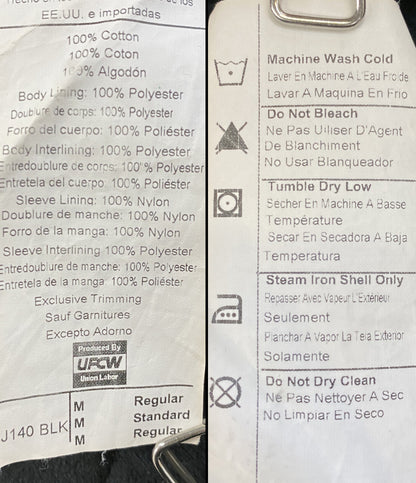 EE.UU. e importadas
100% Cotton
100% Coton
100% Algodón
Body Lining: 100% Polyester
Doublure de corps: 100% Polyester
Forro del cuerpo: 100% Poliéster
Body Interlining: 100% Polyester
Entredoublure de corps: 100% Polyester
Entretela del cuerpo: 100% Poliéster
Sleeve Lining: 100% Nylon
Doublure de manche: 100% Nylon
Forro de la manga: 100% Nylon
Sleeve Interlining 100% Polyester
Entredoublure de manche: 100% Polyester
Entretela de la manga: 100% Poliéster
Exclusive Trimming
Sauf Garnitures
Excepto Adorno
Produced By
UFCW
Union Labor
J140 BLK
M Regular
M Standard
M Regular
Machine Wash Cold
Laver En Machine A L'Eau Froide
Lavar A Maquina En Frio
Do Not Bleach
Ne Pas Uiliser D'Agent
De Blanchiment
No Usar Blanqueador
Tumble Dry Low
Sécher En Machine A Basse
Température
Secar En Secadora A Baja
Temperatura
Steam Iron Shell Only
Repasser Avec Vapeur L'Extérieur
Seulement
Planchar A Vapor La Tela Exterior
Solamente
Do Not Dry Clean
Ne Pas Nettoyer A Sec
No Limpiar En Seco